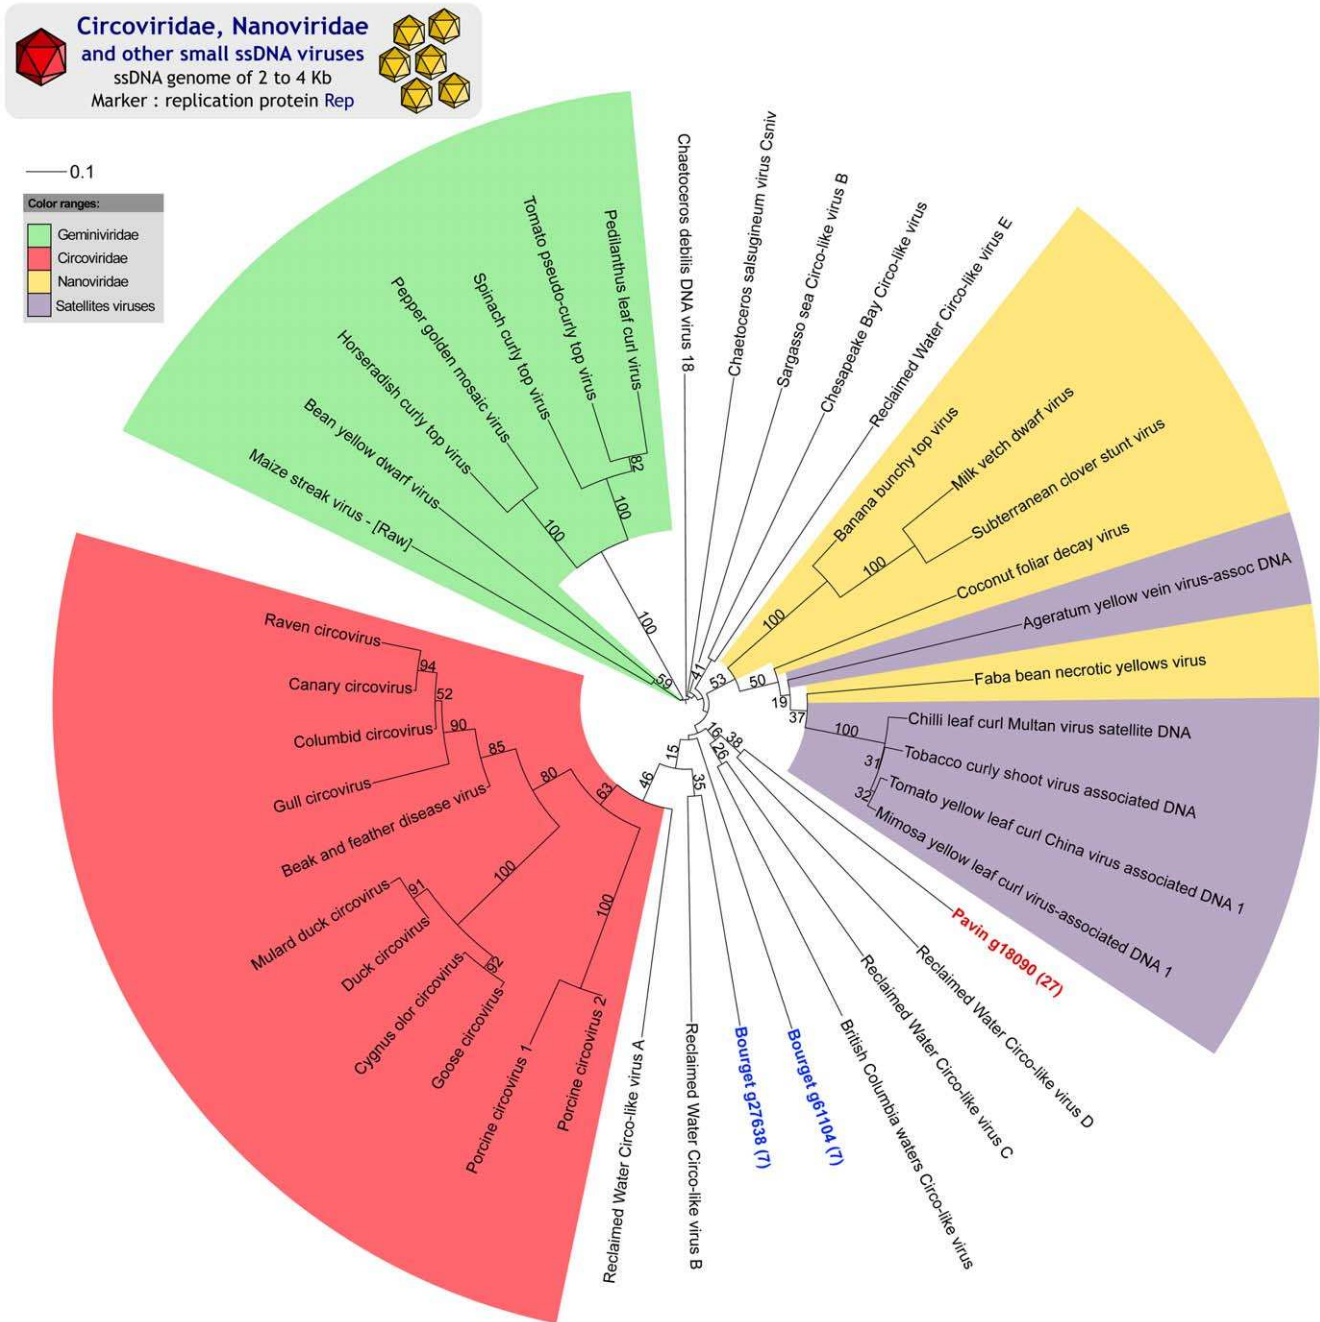 Circoviridae, Nanoviridae
and other small ssDNA viruses
ssDNA genome of 2 to 4 Kb
Marker : replication protein Rep
0.1
Color ranges:
Geminiviridae
Circoviridae
Nanoviridae
Satellites viruses
Maize streak virus - [Raw]
Bean yellow dwarf virus
Horseradish curly top virus
Pepper golden mosaic virus
Spinach curly top virus
Tomato pseudo-curly top virus
Pedilanthus leaf curl virus
82
100
100
100
59
Chaetoceros debilis DNA virus 18
Chaetoceros salsugineum virus Csniv
Sargasso sea Circo-like virus B
Chesapeake Bay Circo-like virus
Reclaimed Water Circo-like virus E
41
Banana bunchy top virus
Milk vetch dwarf virus
Subterranean clover stunt virus
Coconut foliar decay virus
Ageratum yellow vein virus-assoc DNA
Faba bean necrotic yellows virus
100
100
53
50
19
37
Chilli leaf curl Multan virus satellite DNA
Tobacco curly shoot virus associated DNA
Tomato yellow leaf curl China virus associated DNA 1
Mimosa yellow leaf curl virus-associated DNA 1
100
31
32
Pavin g18090 (27)
Reclaimed Water Circo-like virus D
Reclaimed Water Circo-like virus C
British Columbia waters Circo-like virus
Bourget g61104 (7)
Bourget g27638 (7)
Reclaimed Water Circo-like virus B
Reclaimed Water Circo-like virus A
16
38
26
15
35
46
63
Porcine circovirus 2
Porcine circovirus 1
Goose circovirus
Cygnus olor circovirus
Duck circovirus
Mulard duck circovirus
Beak and feather disease virus
Gull circovirus
Columbid circovirus
Canary circovirus
Raven circovirus
94
52
90
85
80
100
100
91
92